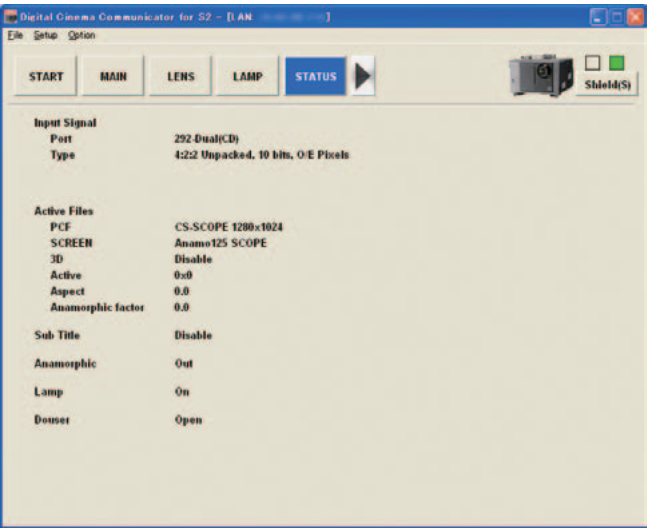 Digital Cinema Communicator for S2 - [LAN: ]
File Setup Option
START MAIN LENS LAMP STATUS Shield(S)
Input Signal
Port 292-Dual(CD)
Type 4:2:2 Unpacked, 10 bits, O/E Pixels
Active Files
PCF CS-SCOPE 1280x1024
SCREEN Anamo125 SCOPE
3D Disable
Active 0x0
Aspect 0.0
Anamorphic factor 0.0
Sub Title Disable
Anamorphic Out
Lamp On
Douser Open